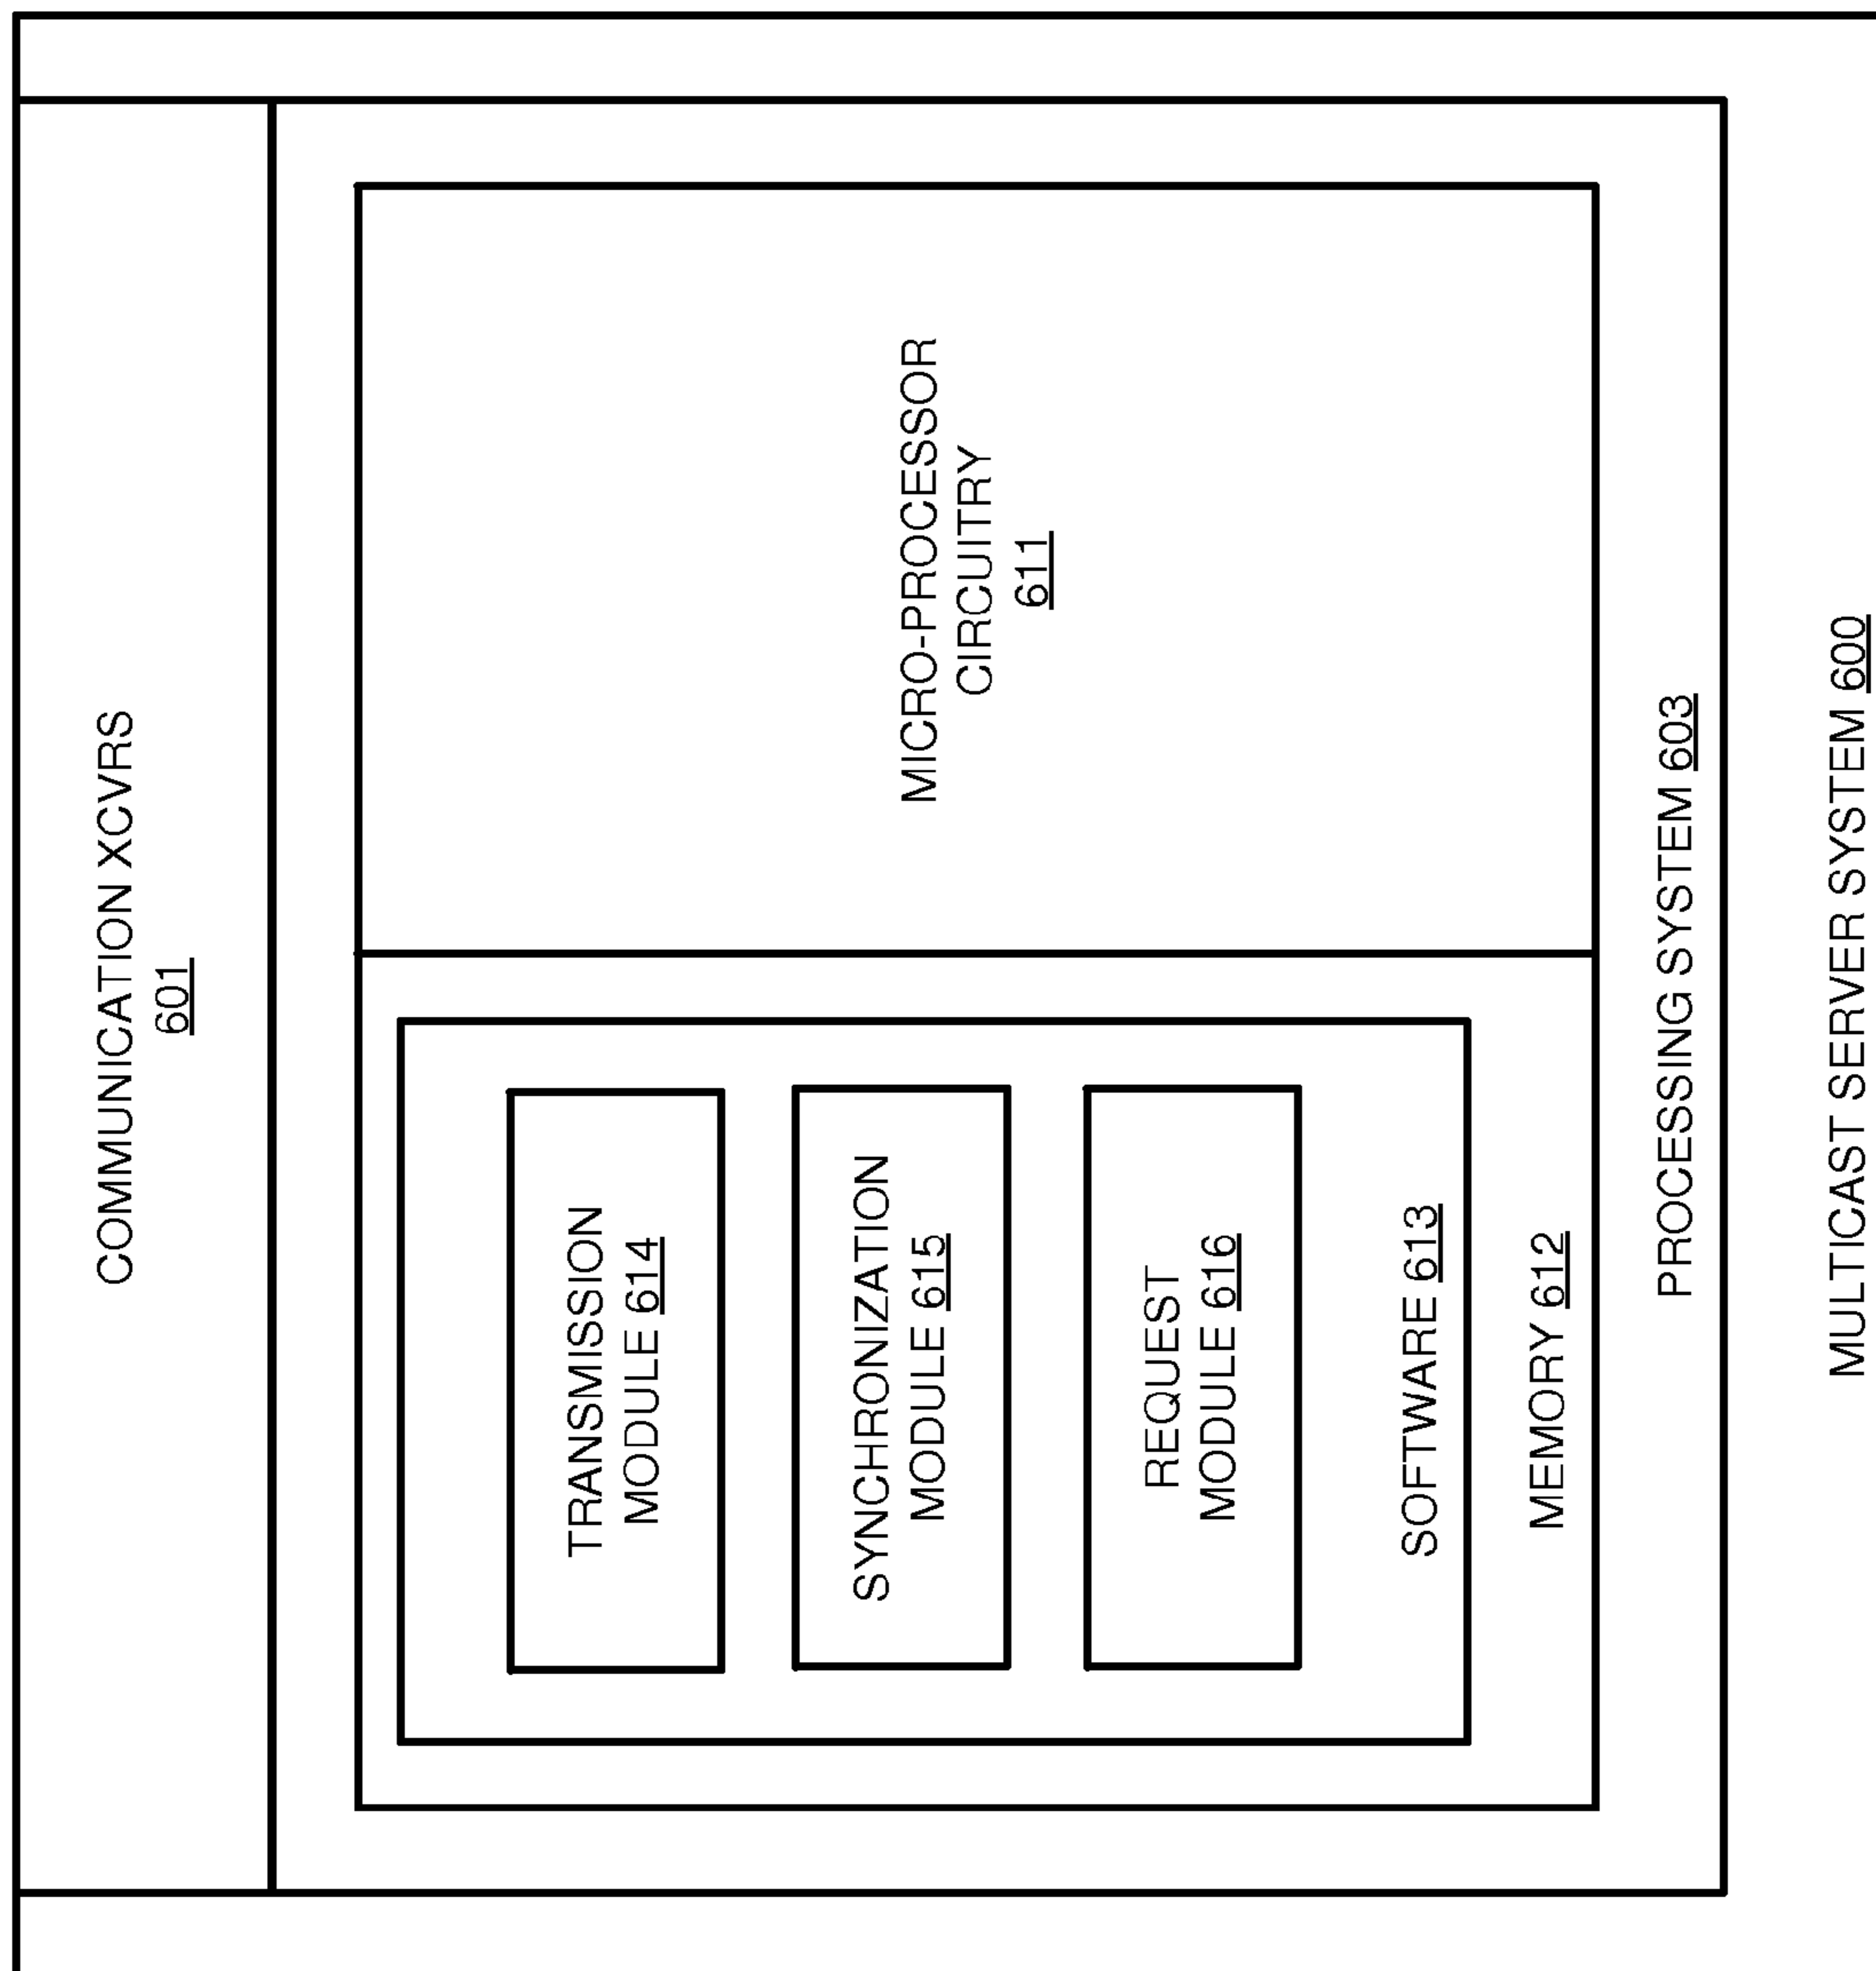 COMMUNICATION XCVRS
601
TRANSMISSION
MODULE 614
SYNCHRONIZATION
MODULE 615
REQUEST
MODULE 616
SOFTWARE 613
MEMORY 612
MICRO-PROCESSOR
CIRCUITRY
611
PROCESSING SYSTEM 603
MULTICAST SERVER SYSTEM 600